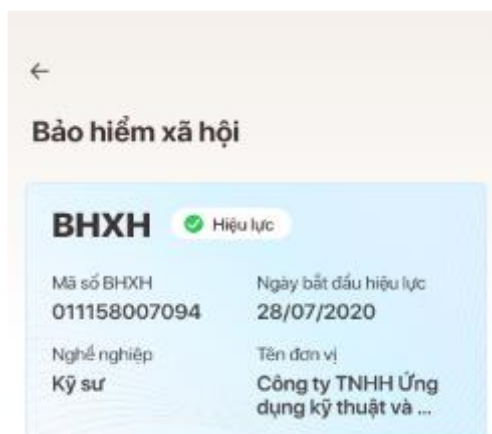 Bảo hiểm xã hội
BHXH Hiệu lực
Mã số BHXH Ngày bắt đầu hiệu lực
011158007094 28/07/2020
Nghề nghiệp Tên đơn vị
Kỹ sư Công ty TNHH Ứng
dụng kỹ thuật và ...